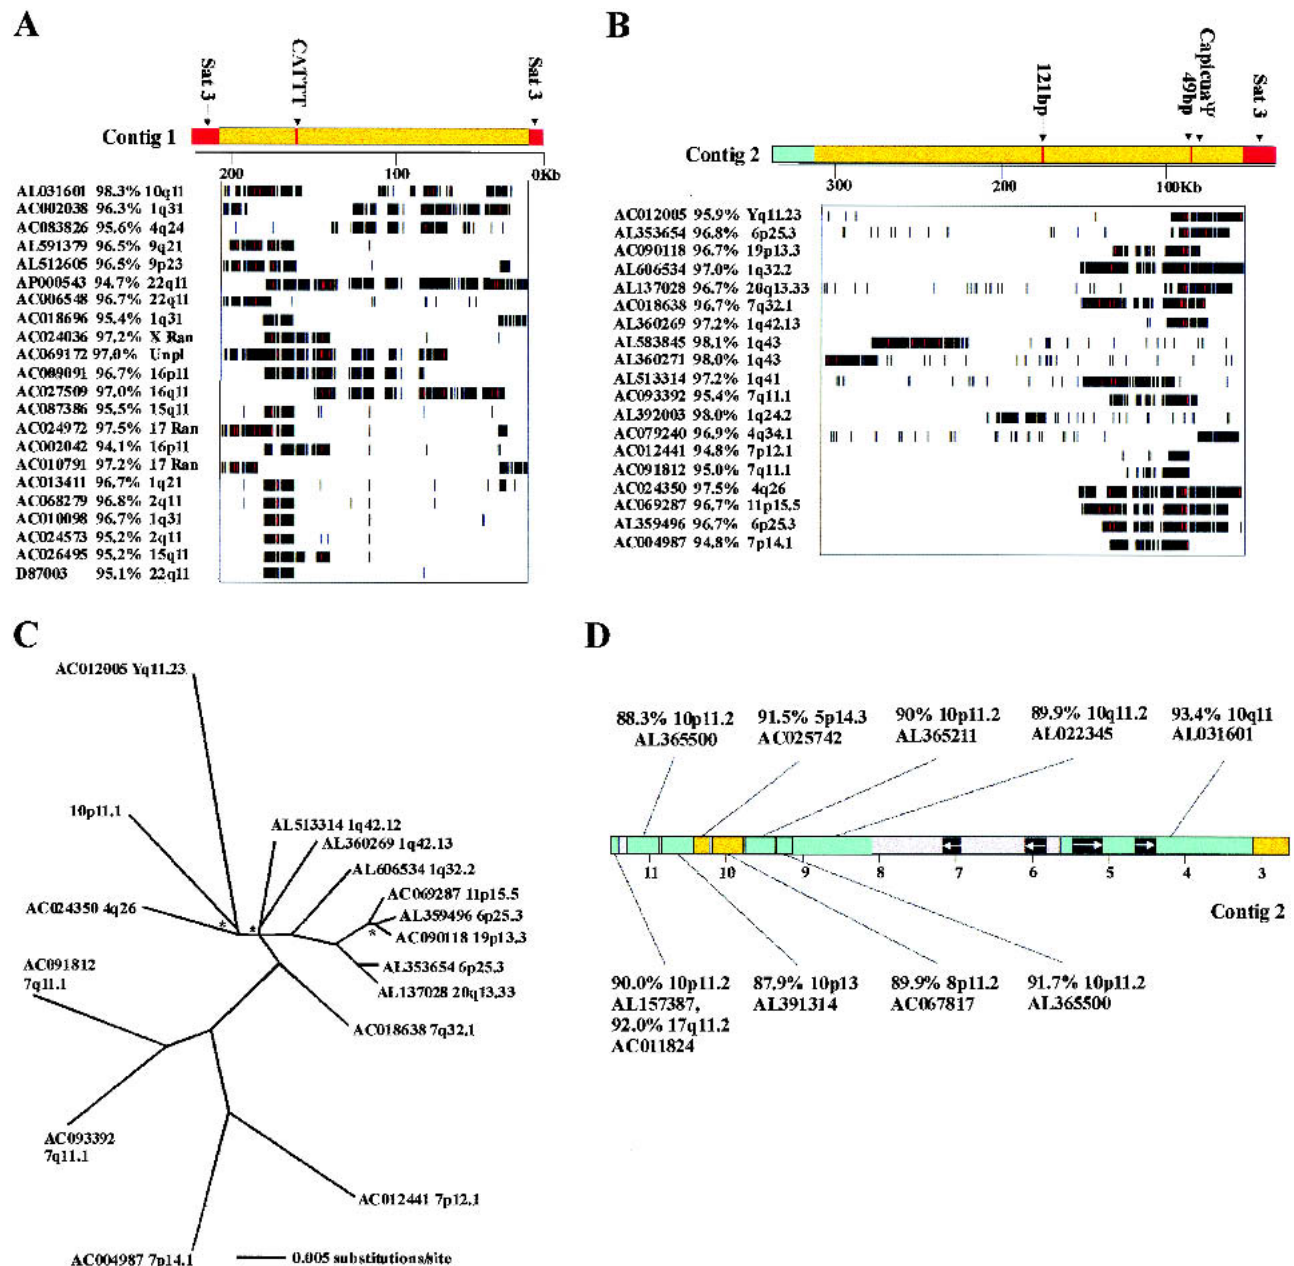 A
Sat 3
CATTT
Sat 3
Contig 1
200
100
0Kb
AL031601 98.3% 10q11
AC002038 96.3% 1q31
AC083826 95.6% 4q24
AL591379 96.5% 9q21
AL512605 96.5% 9p23
AP000543 94.7% 22q11
AC006548 96.7% 22q11
AC018696 95.4% 1q31
AC024036 97.2% X Ran
AC069172 97.0% Unpl
AC009091 96.7% 16p11
AC027509 97.0% 16q11
AC087386 95.5% 15q11
AC024972 97.5% 17 Ran
AC002042 94.1% 16p11
AC010791 97.2% 17 Ran
AC013411 96.7% 1q21
AC068279 96.8% 2q11
AC010098 96.7% 1q31
AC024573 95.2% 2q11
AC026495 95.2% 15q11
D87003 95.1% 22q11
B
121bp
49bp
CapicuaΨ
Sat 3
Contig 2
300
200
100Kb
AC012005 95.9% Yq11.23
AL353654 96.8% 6p25.3
AC090118 96.7% 19p13.3
AL606534 97.0% 1q32.2
AL137028 96.7% 20q13.33
AC018638 96.7% 7q32.1
AL360269 97.2% 1q42.13
AL583845 98.1% 1q43
AL360271 98.0% 1q43
AL513314 97.2% 1q41
AC093392 95.4% 7q11.1
AL392003 98.0% 1q24.2
AC079240 96.9% 4q34.1
AC012441 94.8% 7p12.1
AC091812 95.0% 7q11.1
AC024350 97.5% 4q26
AC069287 96.7% 11p15.5
AL359496 96.7% 6p25.3
AC004987 94.8% 7p14.1
C
AC012005 Yq11.23
10p11.1
AL513314 1q42.12
AL360269 1q42.13
AL606534 1q32.2
AC069287 11p15.5
AL359496 6p25.3
AC024350 4q26
*
*
*
AC090118 19p13.3
AL353654 6p25.3
AC091812
7q11.1
AL137028 20q13.33
AC018638 7q32.1
AC093392
7q11.1
AC012441 7p12.1
AC004987 7p14.1
0.005 substitutions/site
D
88.3% 10p11.2
AL365500
91.5% 5p14.3
AC025742
90% 10p11.2
AL365211
89.9% 10q11.2
AL022345
93.4% 10q11
AL031601
11
10
9
8
7
6
5
4
3
Contig 2
90.0% 10p11.2
AL157387,
92.0% 17q11.2
AC011824
87.9% 10p13
AL391314
89.9% 8p11.2
AC067817
91.7% 10p11.2
AL365500